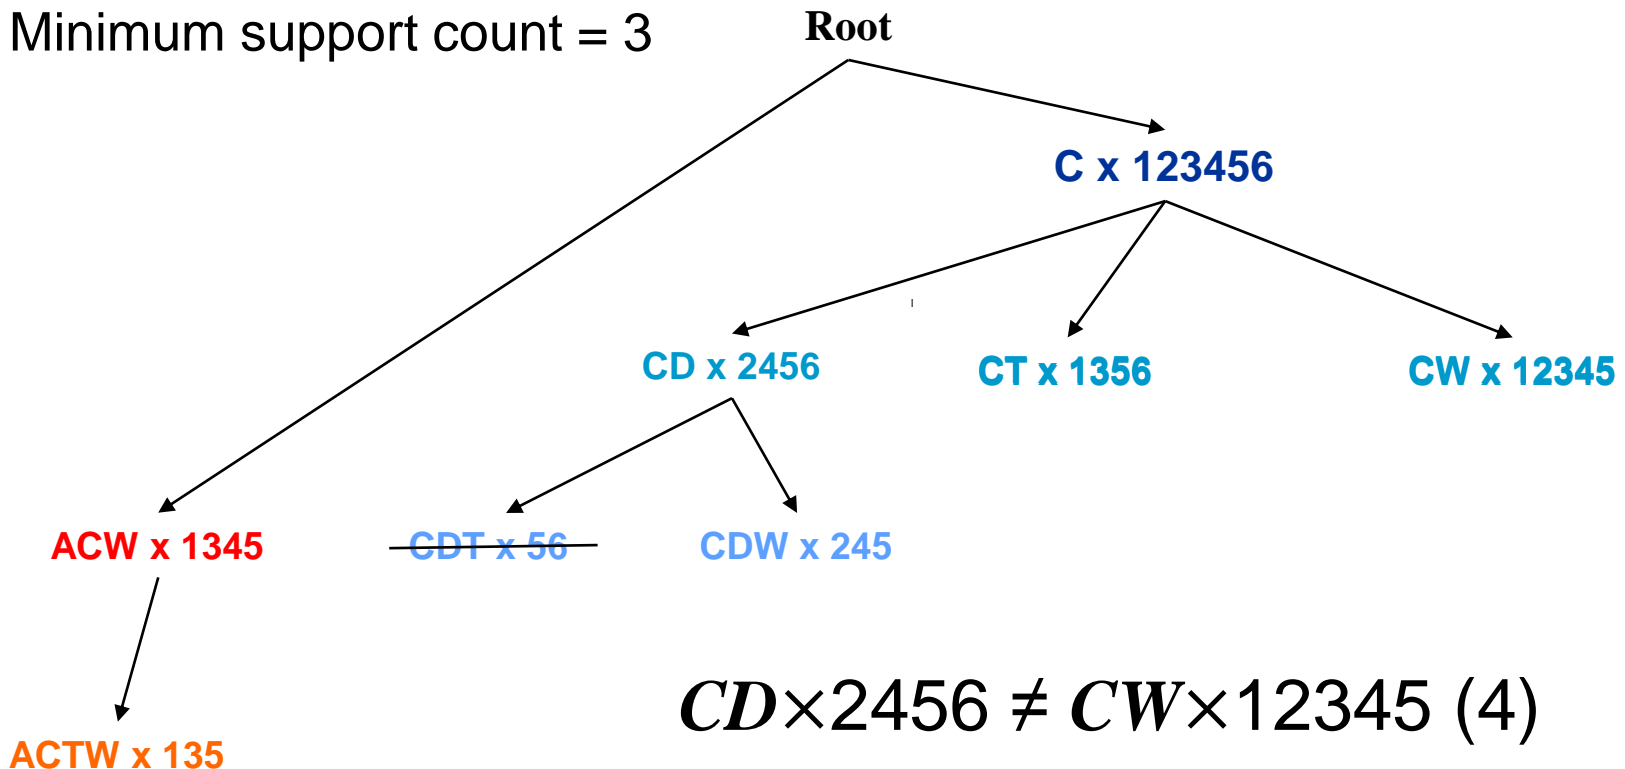 Minimum support count = 3
Root
C x 123456
CD x 2456
CT x 1356
CW x 12345
ACW x 1345
CDT x 56
CDW x 245
CD×2456 ≠ CW×12345 (4)
ACTW x 135